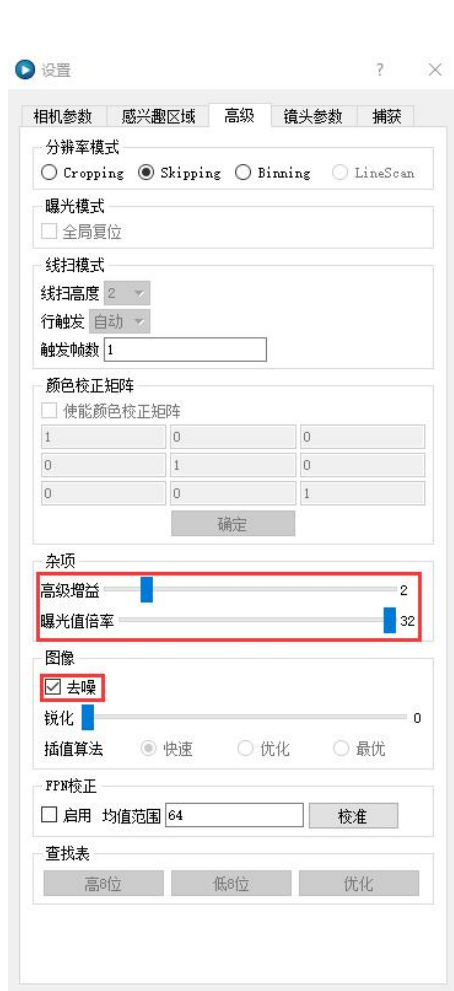 设置 ?
相机参数 感兴趣区域 高级 镜头参数 捕获
分辨率模式
Cropping Skipping Binning LineScan
曝光模式
全局复位
线扫模式
线扫高度 2
行触发 自动
触发帧数 1
颜色校正矩阵
使能颜色校正矩阵
1 0 0
0 1 0
0 0 1
确定
杂项
高级增益 2
曝光值倍率 32
图像
去噪
锐化 0
插值算法 快速 优化 最优
FPN校正
启用 均值范围 64 校准
查找表
高8位 低8位 优化